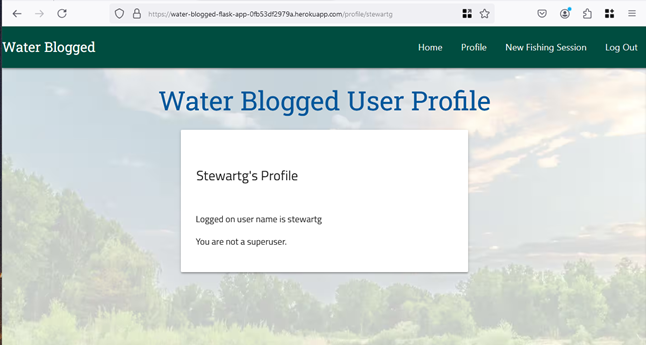 https://water-blogged-flask-app-0fb53df2979a.herokuapp.com/profile/stewartg
Water Blogged
Home
Profile
New Fishing Session
Log Out
Water Blogged User Profile
Stewartg's Profile
Logged on user name is stewartg
You are not a superuser.